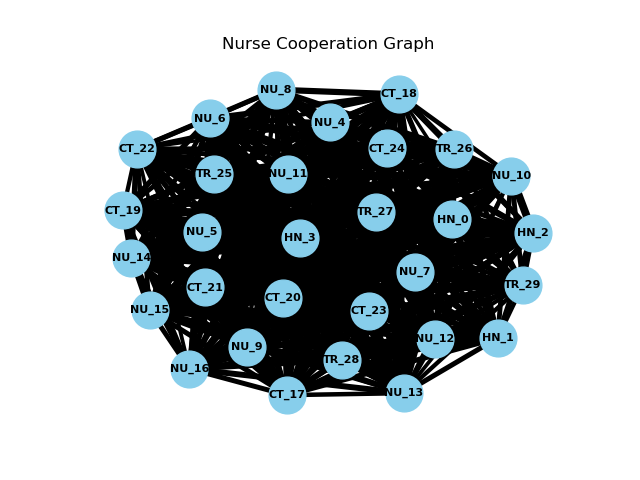 Nurse Cooperation Graph
NU_8
CT_18
NU_6
NU_4
CT_22
CT_24
TR_26
TR_25
NU_11
NU_10
CT_19
TR_27
HN_0
NU_5
HN_3
HN_2
NU_14
NU_7
CT_21
TR_29
CT_20
NU_15
CT_23
NU_9
NU_12
HN_1
NU_16
TR_28
CT_17
NU_13